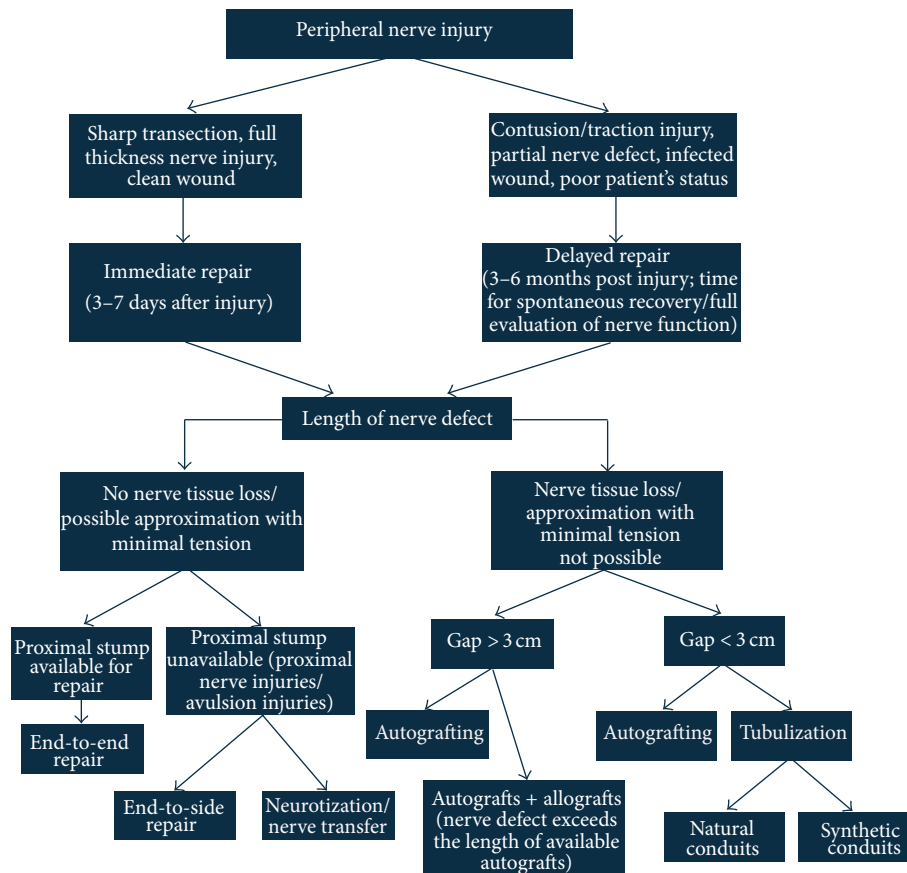 Peripheral nerve injury
Sharp transection, full
thickness nerve injury,
clean wound
Contusion/traction injury,
partial nerve defect, infected
wound, poor patient's status
Immediate repair
(3–7 days after injury)
Delayed repair
(3–6 months post injury; time
for spontaneous recovery/full
evaluation of nerve function)
Length of nerve defect
No nerve tissue loss/
possible approximation with
minimal tension
Nerve tissue loss/
approximation with
minimal tension
not possible
Proximal stump
available for
repair
Proximal stump
unavailable (proximal
nerve injuries/
avulsion injuries)
Gap > 3 cm
Gap < 3 cm
End-to-end
repair
Autografting
Autografting
Tubulization
End-to-side
repair
Neurotization/
nerve transfer
Autografts + allografts
(nerve defect exceeds
the length of available
autografts)
Natural
conduits
Synthetic
conduits